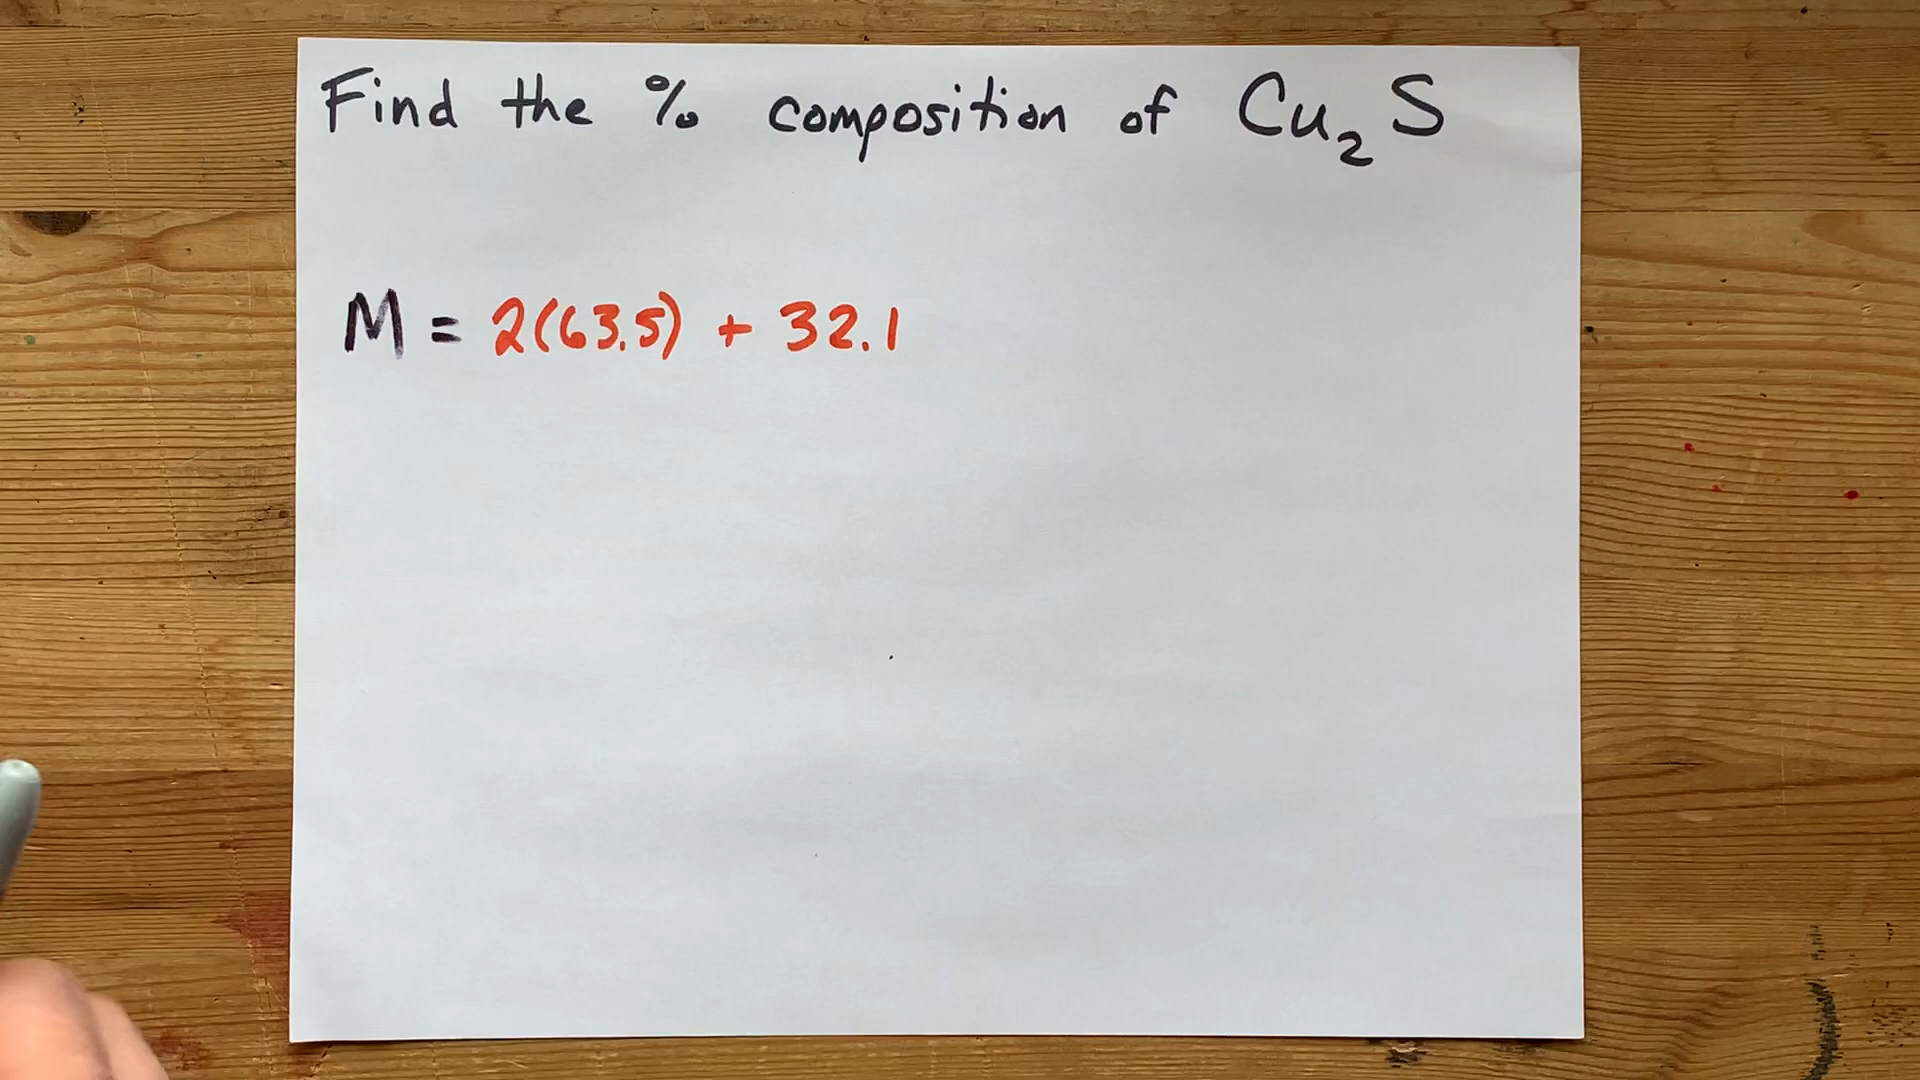 Find the % composition of Cu₂S
M = 2(63.5) + 32.1